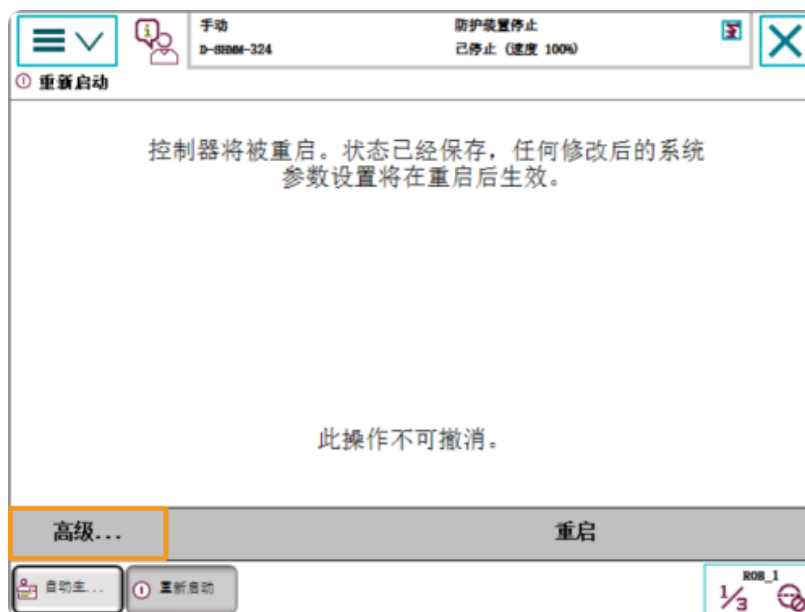 手动
D-SHMM-324
防护装置停止
已停止 (速度 100%)
重新启动
控制器将被重启。状态已经保存，任何修改后的系统
参数设置将在重启后生效。
此操作不可撤消。
高级...
重启
自动生...
重新启动
ROB_1
1/3